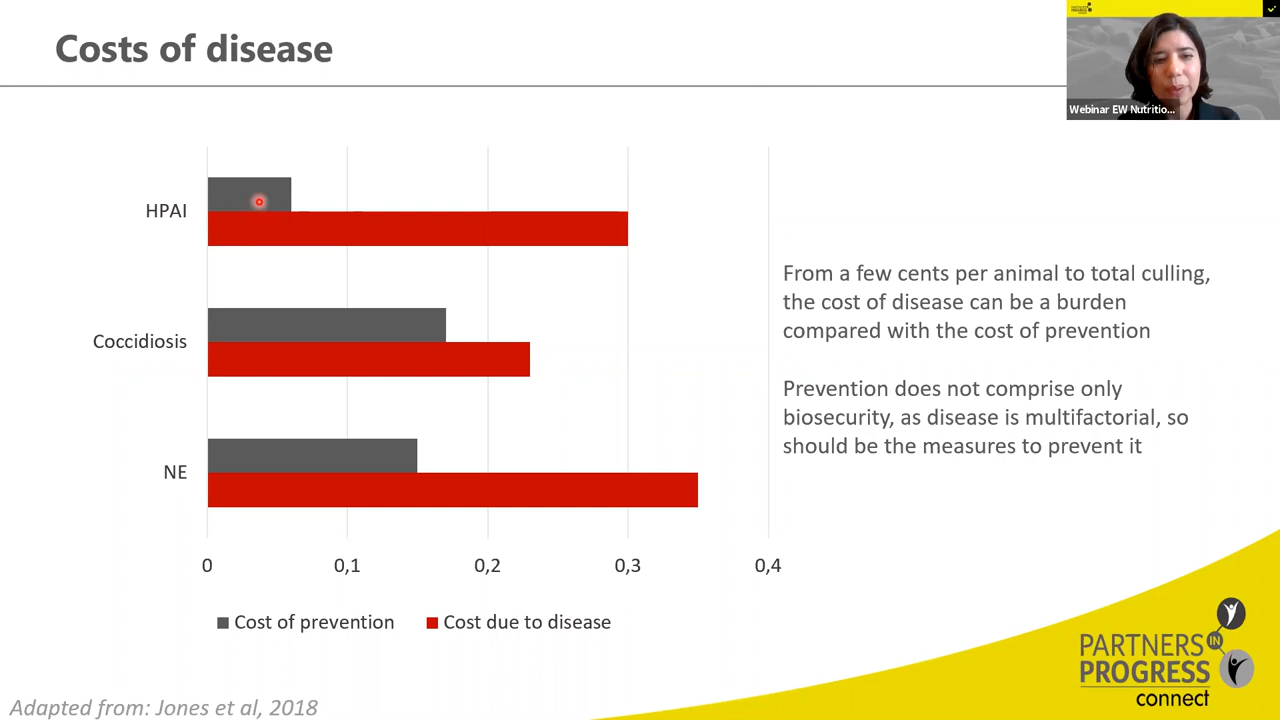 Costs of disease
PARTNERS
PROGRESS
Webinar EW Nutritio...
HPAI
Coccidiosis
NE
0 0,1 0,2 0,3 0,4
Cost of prevention Cost due to disease
From a few cents per animal to total culling,
the cost of disease can be a burden
compared with the cost of prevention
Prevention does not comprise only
biosecurity, as disease is multifactorial, so
should be the measures to prevent it
PARTNERS IN
PROGRESS
connect
Adapted from: Jones et al, 2018